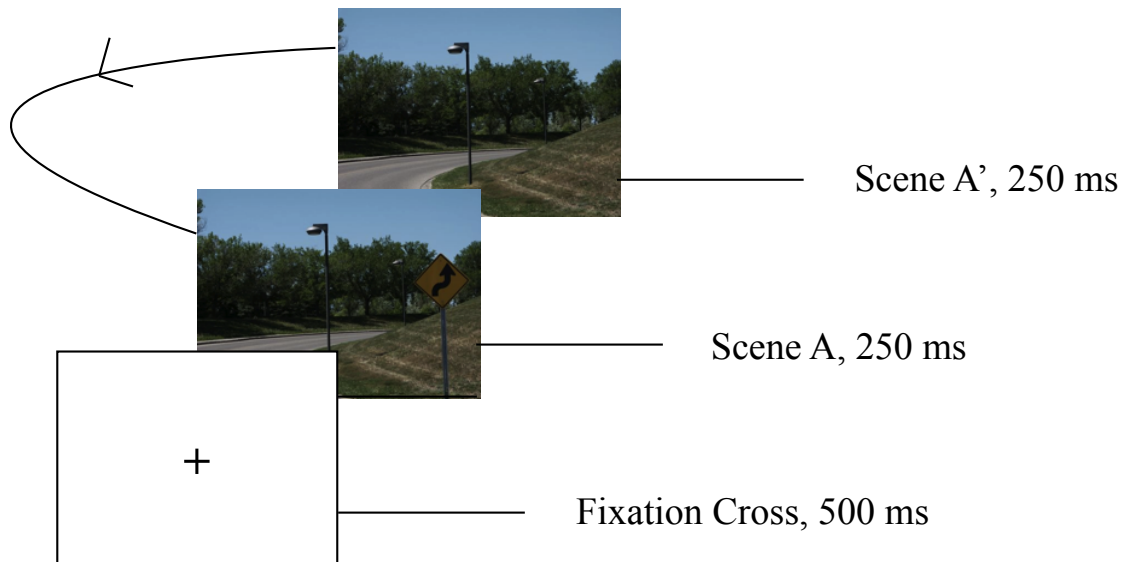 Scene A’, 250 ms
Scene A, 250 ms
Fixation Cross, 500 ms